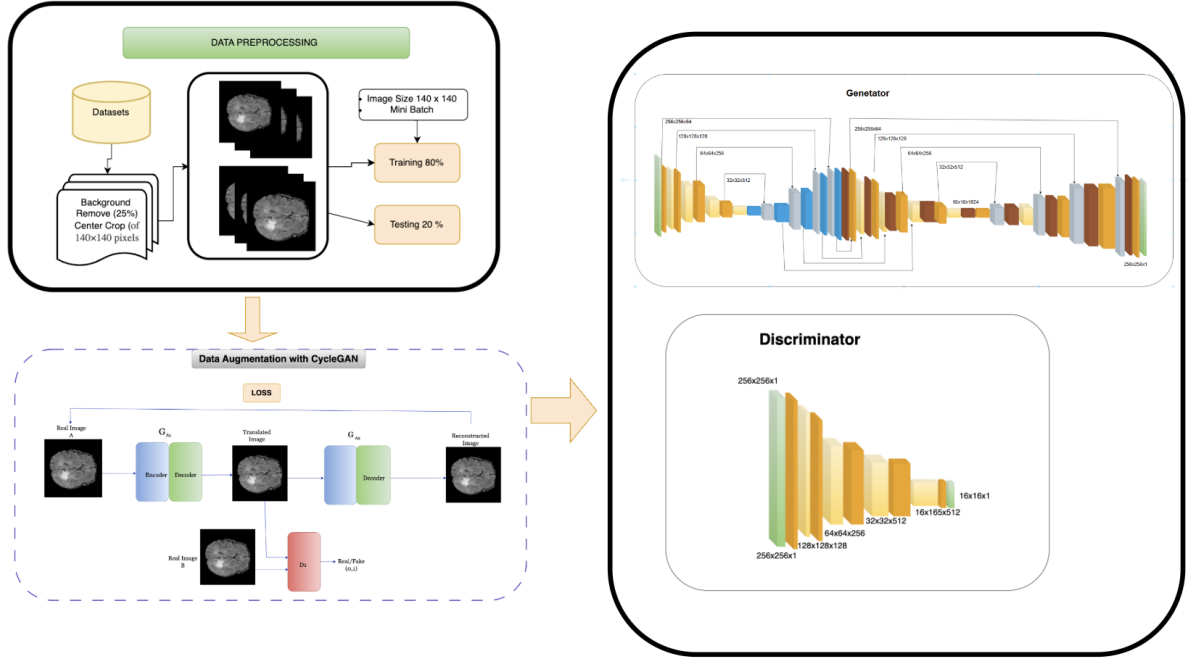 DATA PREPROCESSING
Datasets
Background
Remove (25%)
Center Crop (of
140×140 pixels
Image Size 140 x 140
Mini Batch
Training 80%
Testing 20 %
Data Augmentation with CycleGAN
LOSS
Real Image
A
Encoder
Decoder
Translated
Image
Decoder
Reconstructed
Image
Real Image
B
D₁
Real/Fake
(0,1)
Genetator
256x256x64
128x128x128
64x64x256
32x32x512
16x16x1024
256x256x64
128x128x128
64x64x256
32x32x512
256x256x1
Discriminator
256x256x1
256x256x1
128x128x128
64x64x256
32x32x512
16x165x512
16x16x1